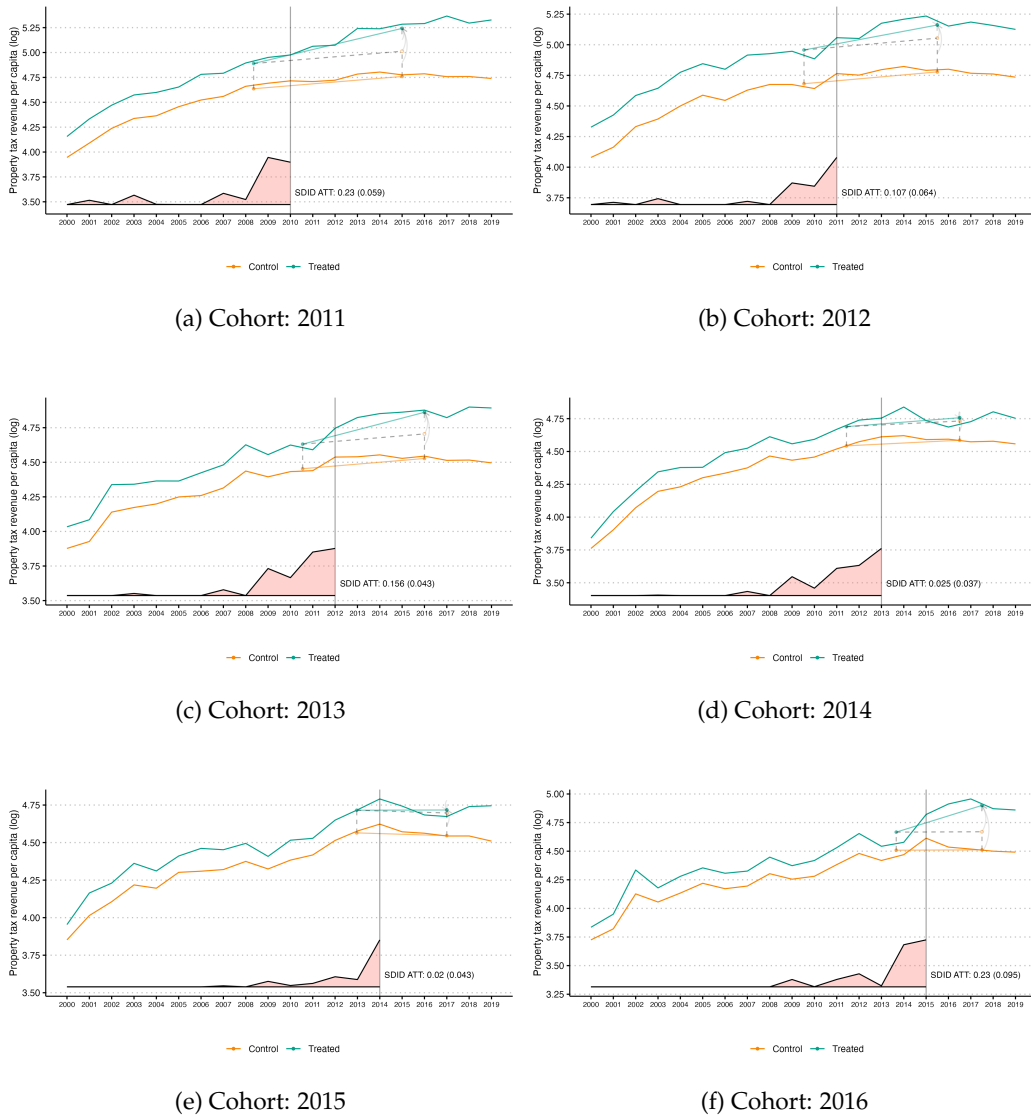 Property tax revenue per capita (log)
5.25
5.00
4.75
4.50
4.25
4.00
3.75
3.50
SDID ATT: 0.23 (0.059)
2000 2001 2002 2003 2004 2005 2006 2007 2008 2009 2010 2011 2012 2013 2014 2015 2016 2017 2018 2019
Control Treated
(a) Cohort: 2011
Property tax revenue per capita (log)
5.25
5.00
4.75
4.50
4.25
4.00
3.75
SDID ATT: 0.107 (0.064)
2000 2001 2002 2003 2004 2005 2006 2007 2008 2009 2010 2011 2012 2013 2014 2015 2016 2017 2018 2019
Control Treated
(b) Cohort: 2012
Property tax revenue per capita (log)
4.75
4.50
4.25
4.00
3.75
3.50
SDID ATT: 0.156 (0.043)
2000 2001 2002 2003 2004 2005 2006 2007 2008 2009 2010 2011 2012 2013 2014 2015 2016 2017 2018 2019
Control Treated
(c) Cohort: 2013
Property tax revenue per capita (log)
4.75
4.50
4.25
4.00
3.75
3.50
SDID ATT: 0.025 (0.037)
2000 2001 2002 2003 2004 2005 2006 2007 2008 2009 2010 2011 2012 2013 2014 2015 2016 2017 2018 2019
Control Treated
(d) Cohort: 2014
Property tax revenue per capita (log)
4.75
4.50
4.25
4.00
3.75
3.50
SDID ATT: 0.02 (0.043)
2000 2001 2002 2003 2004 2005 2006 2007 2008 2009 2010 2011 2012 2013 2014 2015 2016 2017 2018 2019
Control Treated
(e) Cohort: 2015
Property tax revenue per capita (log)
5.00
4.75
4.50
4.25
4.00
3.75
3.50
3.25
SDID ATT: 0.23 (0.095)
2000 2001 2002 2003 2004 2005 2006 2007 2008 2009 2010 2011 2012 2013 2014 2015 2016 2017 2018 2019
Control Treated
(f) Cohort: 2016